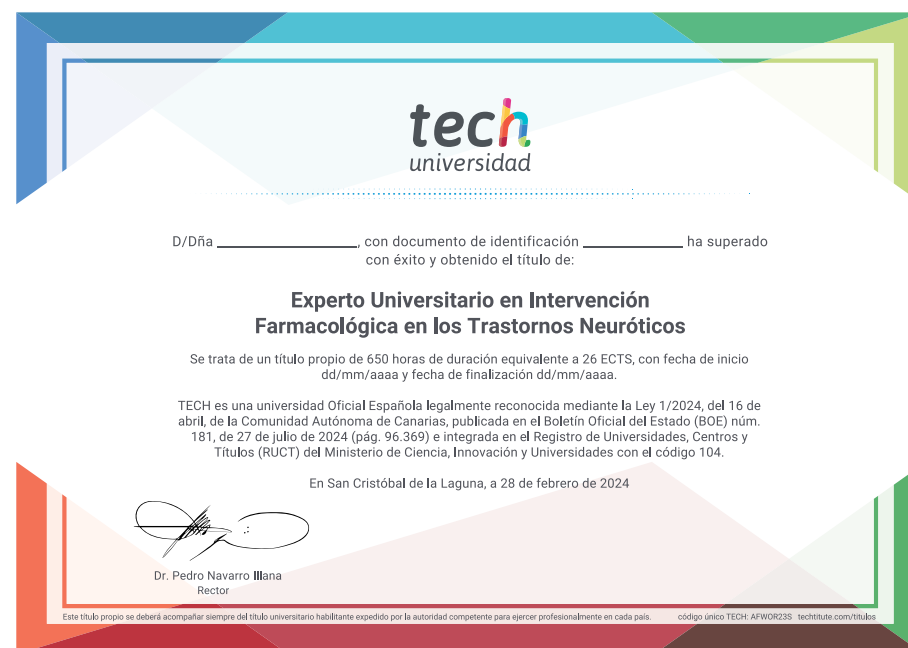 tech
universidad
D/Dña ____________, con documento de identificación ____________ ha superado
con éxito y obtenido el título de:
Experto Universitario en Intervención
Farmacológica en los Trastornos Neuróticos
Se trata de un título propio de 650 horas de duración equivalente a 26 ECTS, con fecha de inicio
dd/mm/aaaa y fecha de finalización dd/mm/aaaa.
TECH es una universidad Oficial Española legalmente reconocida mediante la Ley 1/2024, del 16 de
abril, de la Comunidad Autónoma de Canarias, publicada en el Boletín Oficial del Estado (BOE) núm.
181, de 27 de julio de 2024 (pág. 96.369) e integrada en el Registro de Universidades, Centros y
Títulos (RUCT) del Ministerio de Ciencia, Innovación y Universidades con el código 104.
En San Cristóbal de la Laguna, a 28 de febrero de 2024
Dr. Pedro Navarro Illana
Rector
Este título propio se deberá acompañar siempre del título universitario habilitante expedido por la autoridad competente para ejercer profesionalmente en cada país. código único TECH: AFWOR23S techtitute.com/titulos